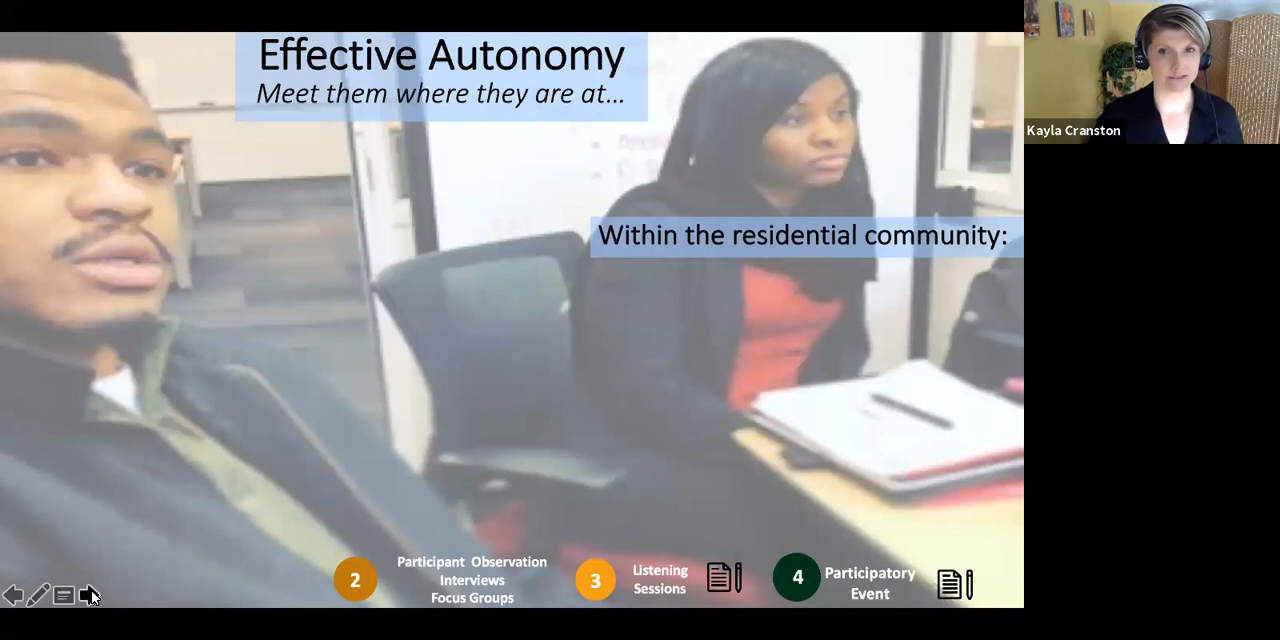 Effective Autonomy
Meet them where they are at...
Kayla Cranston
Within the residential community:
2
Participant Observation
Interviews
Focus Groups
3
Listening
Sessions
4
Participatory
Event